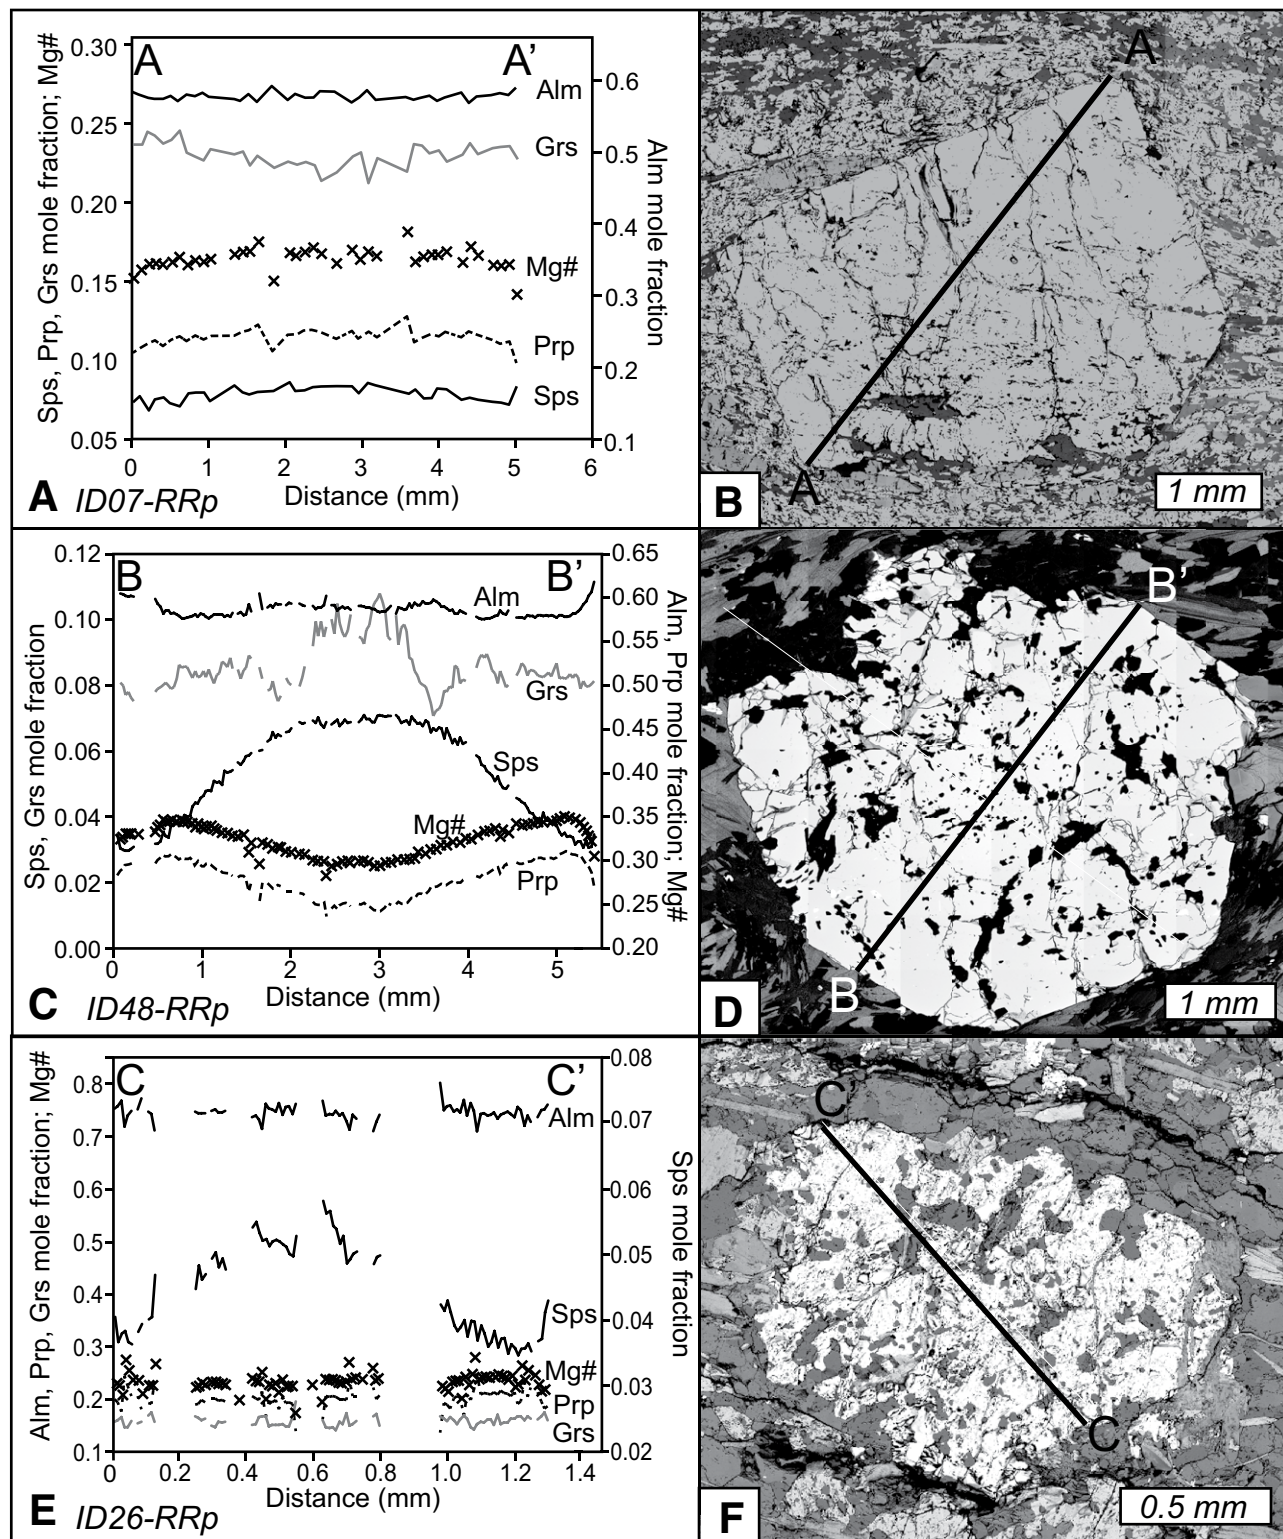 Sps, Prp, Grs mole fraction; Mg#
0.30
0.25
0.20
0.15
0.10
0.05
A
A'
Alm
Grs
Mg#
Prp
Sps
0.6
0.5
0.4
0.3
0.2
0.1
Alm mole fraction
0 1 2 3 4 5 6
Distance (mm)
A ID07-RRp
A'
A
B
1 mm
Sps, Grs mole fraction
0.12
0.10
0.08
0.06
0.04
0.02
0.00
B
B'
Alm
Grs
Sps
Mg#
Prp
0.65
0.60
0.55
0.50
0.45
0.40
0.35
0.30
0.25
0.20
Alm, Prp mole fraction; Mg#
0 1 2 3 4 5
Distance (mm)
C ID48-RRp
B'
B
D
1 mm
Alm, Prp, Grs mole fraction; Mg#
0.8
0.7
0.6
0.5
0.4
0.3
0.2
0.1
C
C'
Alm
Sps
Mg#
Prp
Grs
0.08
0.07
0.06
0.05
0.04
0.03
0.02
Sps mole fraction
0 0.2 0.4 0.6 0.8 1.0 1.2 1.4
Distance (mm)
E ID26-RRp
C
C'
F
0.5 mm